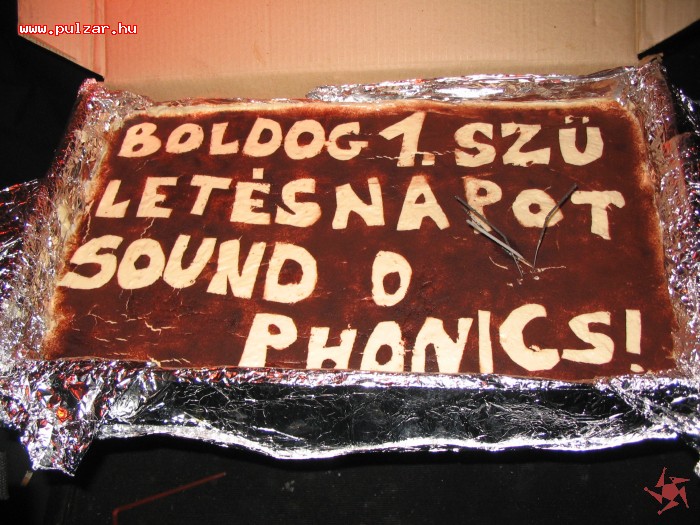 www.pulzar.hu
BOLDOG 1. SZÜ
LETÉSNAPOT
SOUND O
PHONICS!